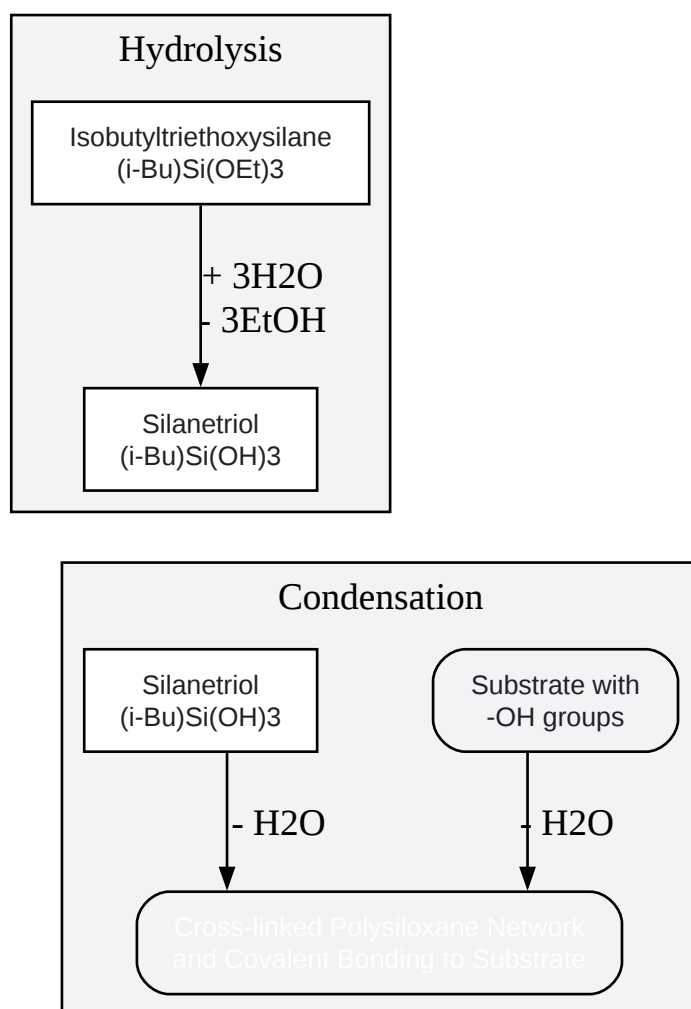 Hydrolysis
Isobutyltriethoxysilane
(i-Bu)Si(OEt)3
+ 3H2O
- 3EtOH
Silanetriol
(i-Bu)Si(OH)3
Condensation
Silanetriol
(i-Bu)Si(OH)3
Substrate with
-OH groups
- H2O
- H2O
Cross-linked Polysiloxane Network
and Covalent Bonding to Substrate